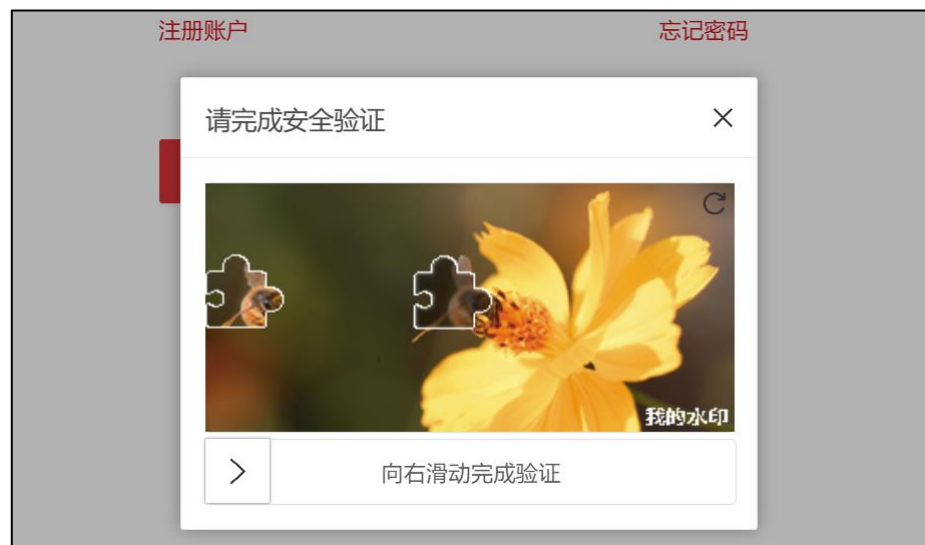 注册账户 忘记密码
请完成安全验证
我的水印
向右滑动完成验证